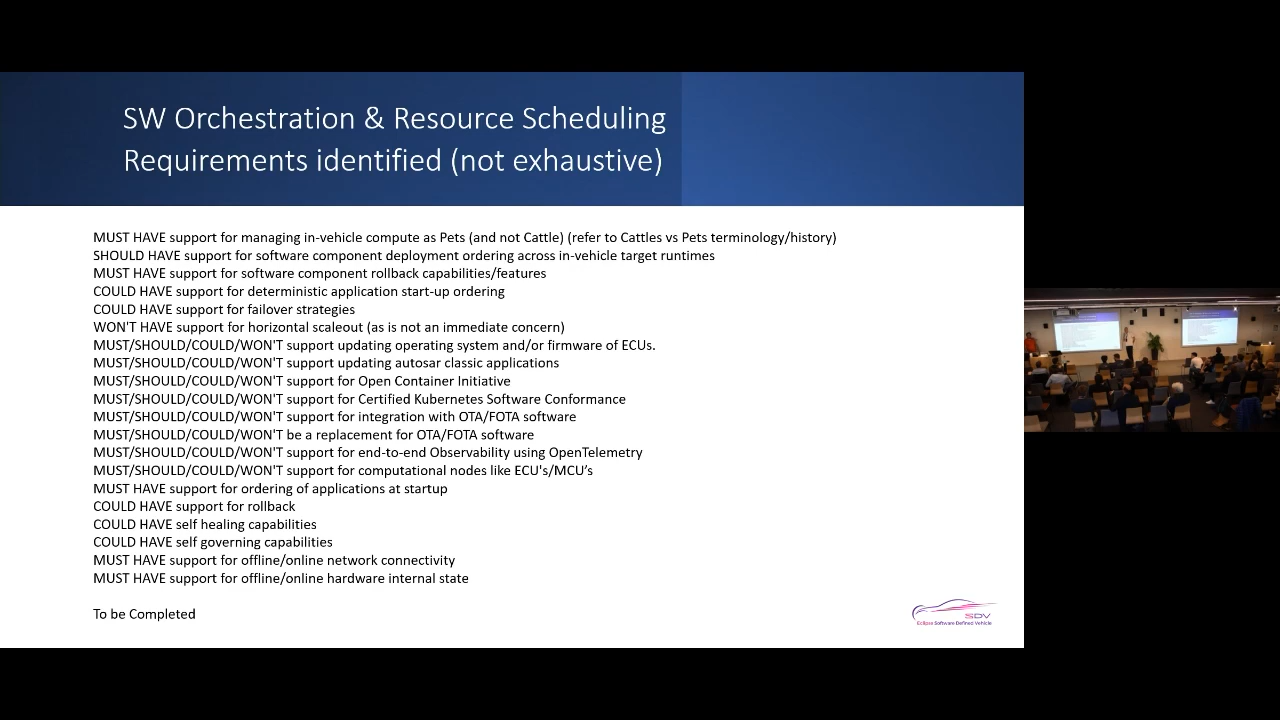 SW Orchestration & Resource Scheduling
Requirements identified (not exhaustive)
MUST HAVE support for managing in-vehicle compute as Pets (and not Cattle) (refer to Cattles vs Pets terminology/history)
SHOULD HAVE support for software component deployment ordering across in-vehicle target runtimes
MUST HAVE support for software component rollback capabilities/features
COULD HAVE support for deterministic application start-up ordering
COULD HAVE support for failover strategies
WON'T HAVE support for horizontal scaleout (as is not an immediate concern)
MUST/SHOULD/COULD/WON'T support updating operating system and/or firmware of ECUs.
MUST/SHOULD/COULD/WON'T support updating autosar classic applications
MUST/SHOULD/COULD/WON'T support for Open Container Initiative
MUST/SHOULD/COULD/WON'T support for Certified Kubernetes Software Conformance
MUST/SHOULD/COULD/WON'T support for integration with OTA/FOTA software
MUST/SHOULD/COULD/WON'T be a replacement for OTA/FOTA software
MUST/SHOULD/COULD/WON'T support for end-to-end Observability using OpenTelemetry
MUST/SHOULD/COULD/WON'T support for computational nodes like ECU's/MCU’s
MUST HAVE support for ordering of applications at startup
COULD HAVE support for rollback
COULD HAVE self healing capabilities
COULD HAVE self governing capabilities
MUST HAVE support for offline/online network connectivity
MUST HAVE support for offline/online hardware internal state
To be Completed
SDV
Eclipse Software Defined Vehicle